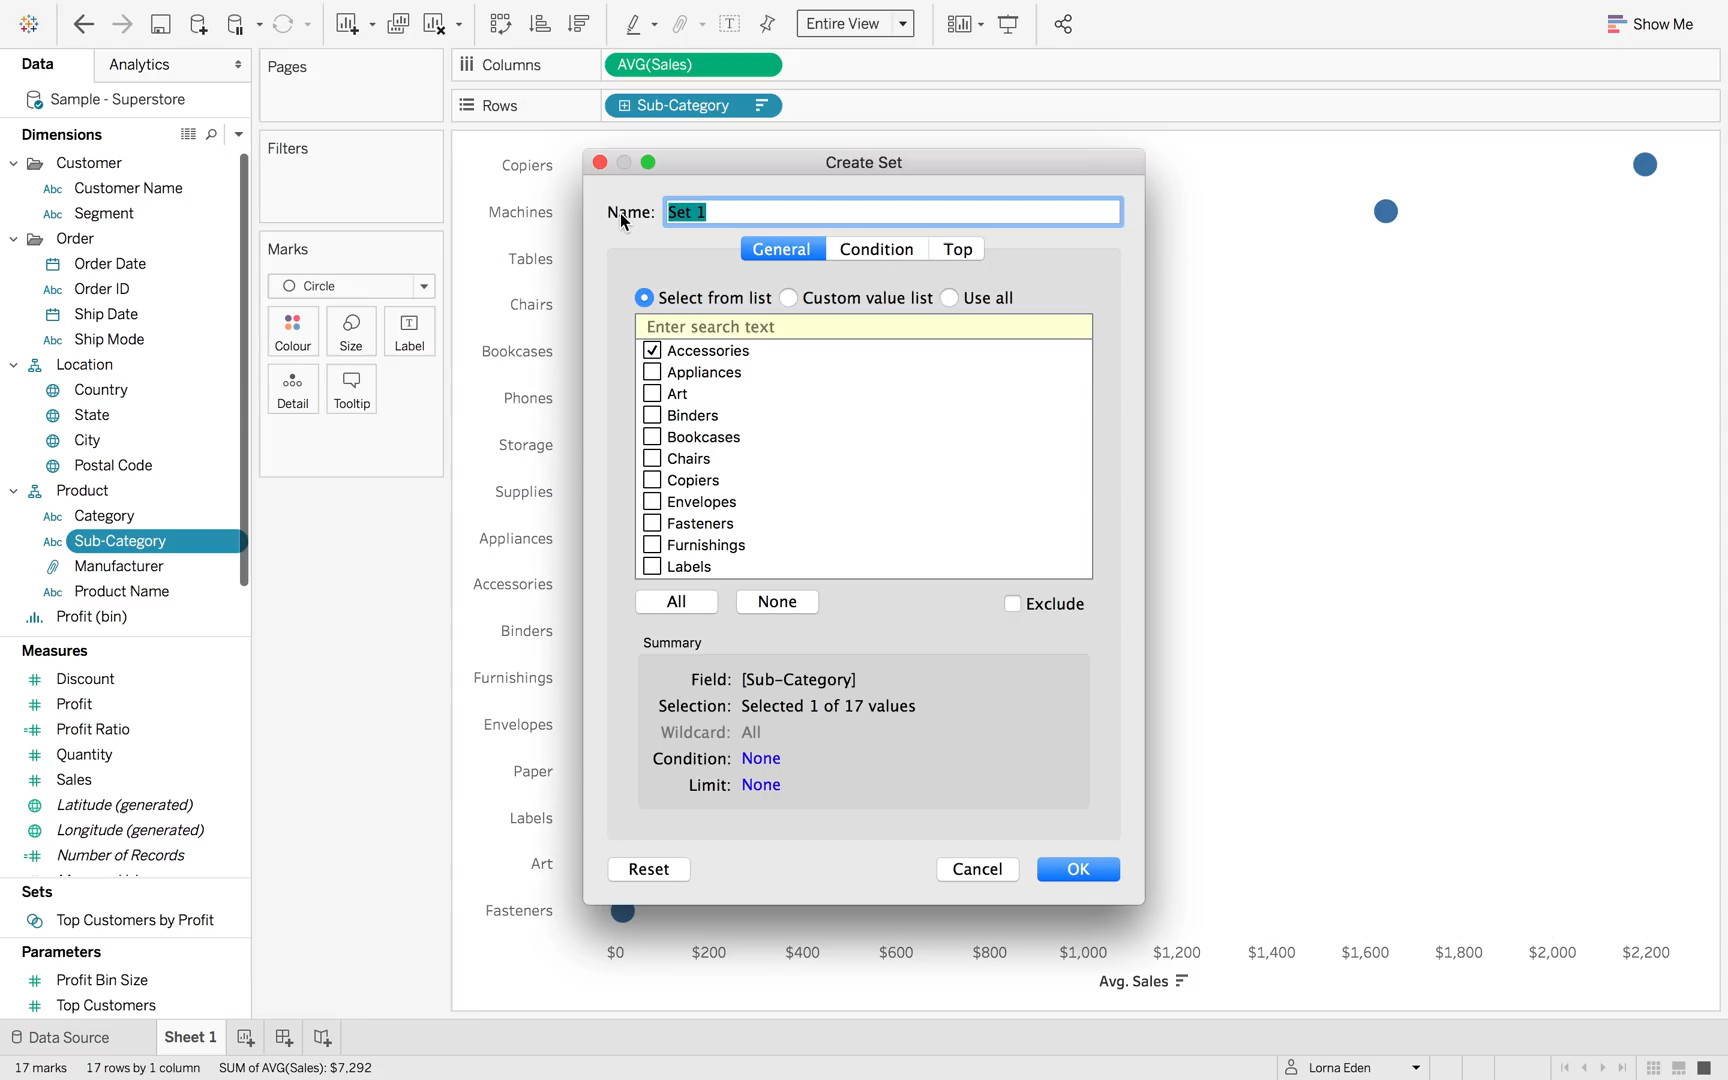 Entire View
Show Me
Data
Analytics
Pages
Columns
AVG(Sales)
Sample - Superstore
Rows
Sub-Category
Dimensions
Filters
Customer
Abc Customer Name
Abc Segment
Order
Order Date
Abc Order ID
Ship Date
Abc Ship Mode
Location
Country
State
City
Postal Code
Product
Abc Category
Abc Sub-Category
Manufacturer
Abc Product Name
Profit (bin)
Measures
Discount
Profit
Profit Ratio
Quantity
Sales
Latitude (generated)
Longitude (generated)
Number of Records
Sets
Top Customers by Profit
Parameters
Profit Bin Size
Top Customers
Marks
Circle
Colour
Size
Label
Detail
Tooltip
Copiers
Machines
Tables
Chairs
Bookcases
Phones
Storage
Supplies
Appliances
Accessories
Binders
Furnishings
Envelopes
Paper
Labels
Art
Fasteners
Create Set
Name: Set 1
General
Condition
Top
Select from list
Custom value list
Use all
Enter search text
Accessories
Appliances
Art
Binders
Bookcases
Chairs
Copiers
Envelopes
Fasteners
Furnishings
Labels
All
None
Exclude
Summary
Field: [Sub-Category]
Selection: Selected 1 of 17 values
Wildcard: All
Condition: None
Limit: None
Reset
Cancel
OK
$0 $200 $400 $600 $800 $1,000 $1,200 $1,400 $1,600 $1,800 $2,000 $2,200
Avg. Sales
Data Source
Sheet 1
17 marks
17 rows by 1 column
SUM of AVG(Sales): $7,292
Lorna Eden